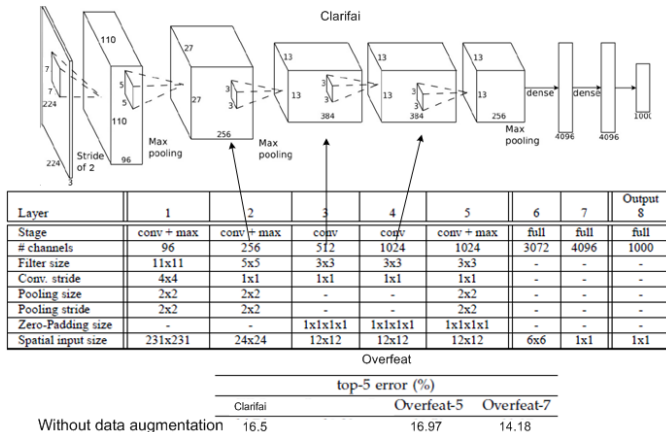 Clarifai
110
27
13
13
13
7
7
224
224
3
Stride of 2
110
5
5
96
Max pooling
27
3
3
256
Max pooling
13
3
3
384
13
3
3
384
13
256
Max pooling
dense
4096
dense
4096
1000
Layer 1 2 3 4 5 6 7 Output 8
Stage conv + max conv + max conv conv conv + max full full full
# channels 96 256 512 1024 1024 3072 4096 1000
Filter size 11x11 5x5 3x3 3x3 3x3 - - -
Conv. stride 4x4 1x1 1x1 1x1 1x1 - - -
Pooling size 2x2 2x2 - - 2x2 - - -
Pooling stride 2x2 2x2 - - 2x2 - - -
Zero-Padding size - - 1x1x1x1 1x1x1x1 1x1x1x1 - - -
Spatial input size 231x231 24x24 12x12 12x12 12x12 6x6 1x1 1x1
Overfeat
top-5 error (%)
Clarifai Overfeat-5 Overfeat-7
Without data augmentation 16.5 16.97 14.18